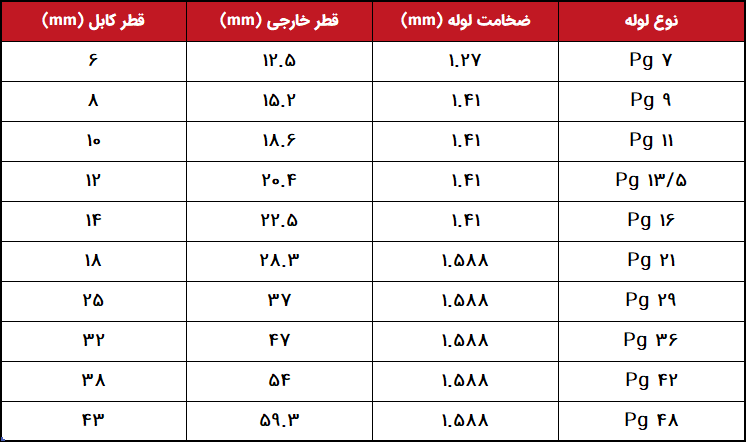 نوع لوله ضخامت لوله (mm) قطر خارجی (mm) قطر کابل (mm)
Pg ۷ ۱.۲۷ ۱۲.۵ ۶
Pg ۹ ۱.۴۱ ۱۵.۲ ۸
Pg ۱۱ ۱.۴۱ ۱۸.۶ ۱۰
Pg ۱۳/۵ ۱.۴۱ ۲۰.۴ ۱۲
Pg ۱۶ ۱.۴۱ ۲۲.۵ ۱۴
Pg ۲۱ ۱.۵۸۸ ۲۸.۳ ۱۸
Pg ۲۹ ۱.۵۸۸ ۳۷ ۲۵
Pg ۳۶ ۱.۵۸۸ ۴۷ ۳۲
Pg ۴۲ ۱.۵۸۸ ۵۴ ۳۸
Pg ۴۸ ۱.۵۸۸ ۵۹.۳ ۴۳